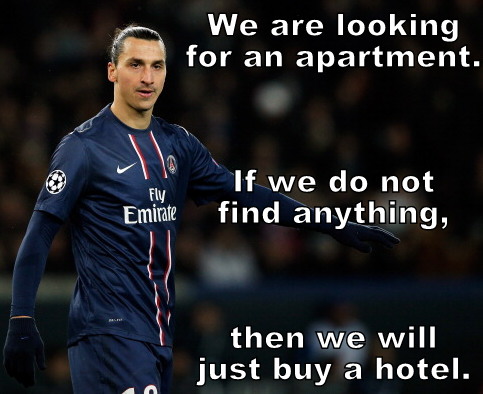 We are looking
for an apartment.
If we do not
find anything,
then we will
just buy a hotel.
Fly
Emirate